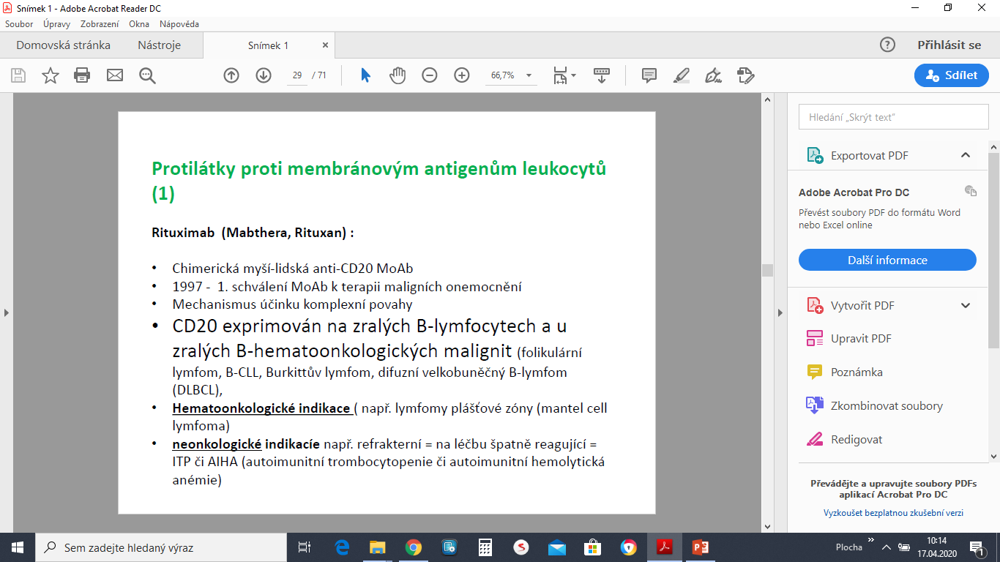 Snímek 1 - Adobe Acrobat Reader DC
Soubor Úpravy Zobrazení Okna Nápověda
Domovská stránka Nástroje Snímek 1 Přihlásit se
29 / 71 66,7% Sdílet
Protilátky proti membránovým antigenům leukocytů
(1)
Rituximab (Mabthera, Rituxan) :
• Chimerická myší-lidská anti-CD20 MoAb
• 1997 - 1. schválení MoAb k terapii maligních onemocnění
• Mechanismus účinku komplexní povahy
• CD20 exprimován na zralých B-lymfocytech a u
zralých B-hematoonkologických malignit (folikulární
lymfom, B-CLL, Burkittův lymfom, difuzní velkobuněčný B-lymfom
(DLBCL),
• Hematoonkologické indikace ( např. lymfomy plášťové zóny (mantel cell
lymfoma)
• neonkologické indikacíe např. refrakterní = na léčbu špatně reagující =
ITP či AIHA (autoimunitní trombocytopenie či autoimunitní hemolytická
anémie)
Hledání „Skrýt text"
Exportovat PDF
Adobe Acrobat Pro DC
Převést soubory PDF do formátu Word
nebo Excel online
Další informace
Vytvořit PDF
Upravit PDF
Poznámka
Zkombinovat soubory
Redigovat
Převádějte a upravujte soubory PDFs
aplikací Acrobat Pro DC
Vyzkoušet bezplatnou zkušební verzi
Sem zadejte hledaný výraz
Plocha
10:14
17.04.2020
1